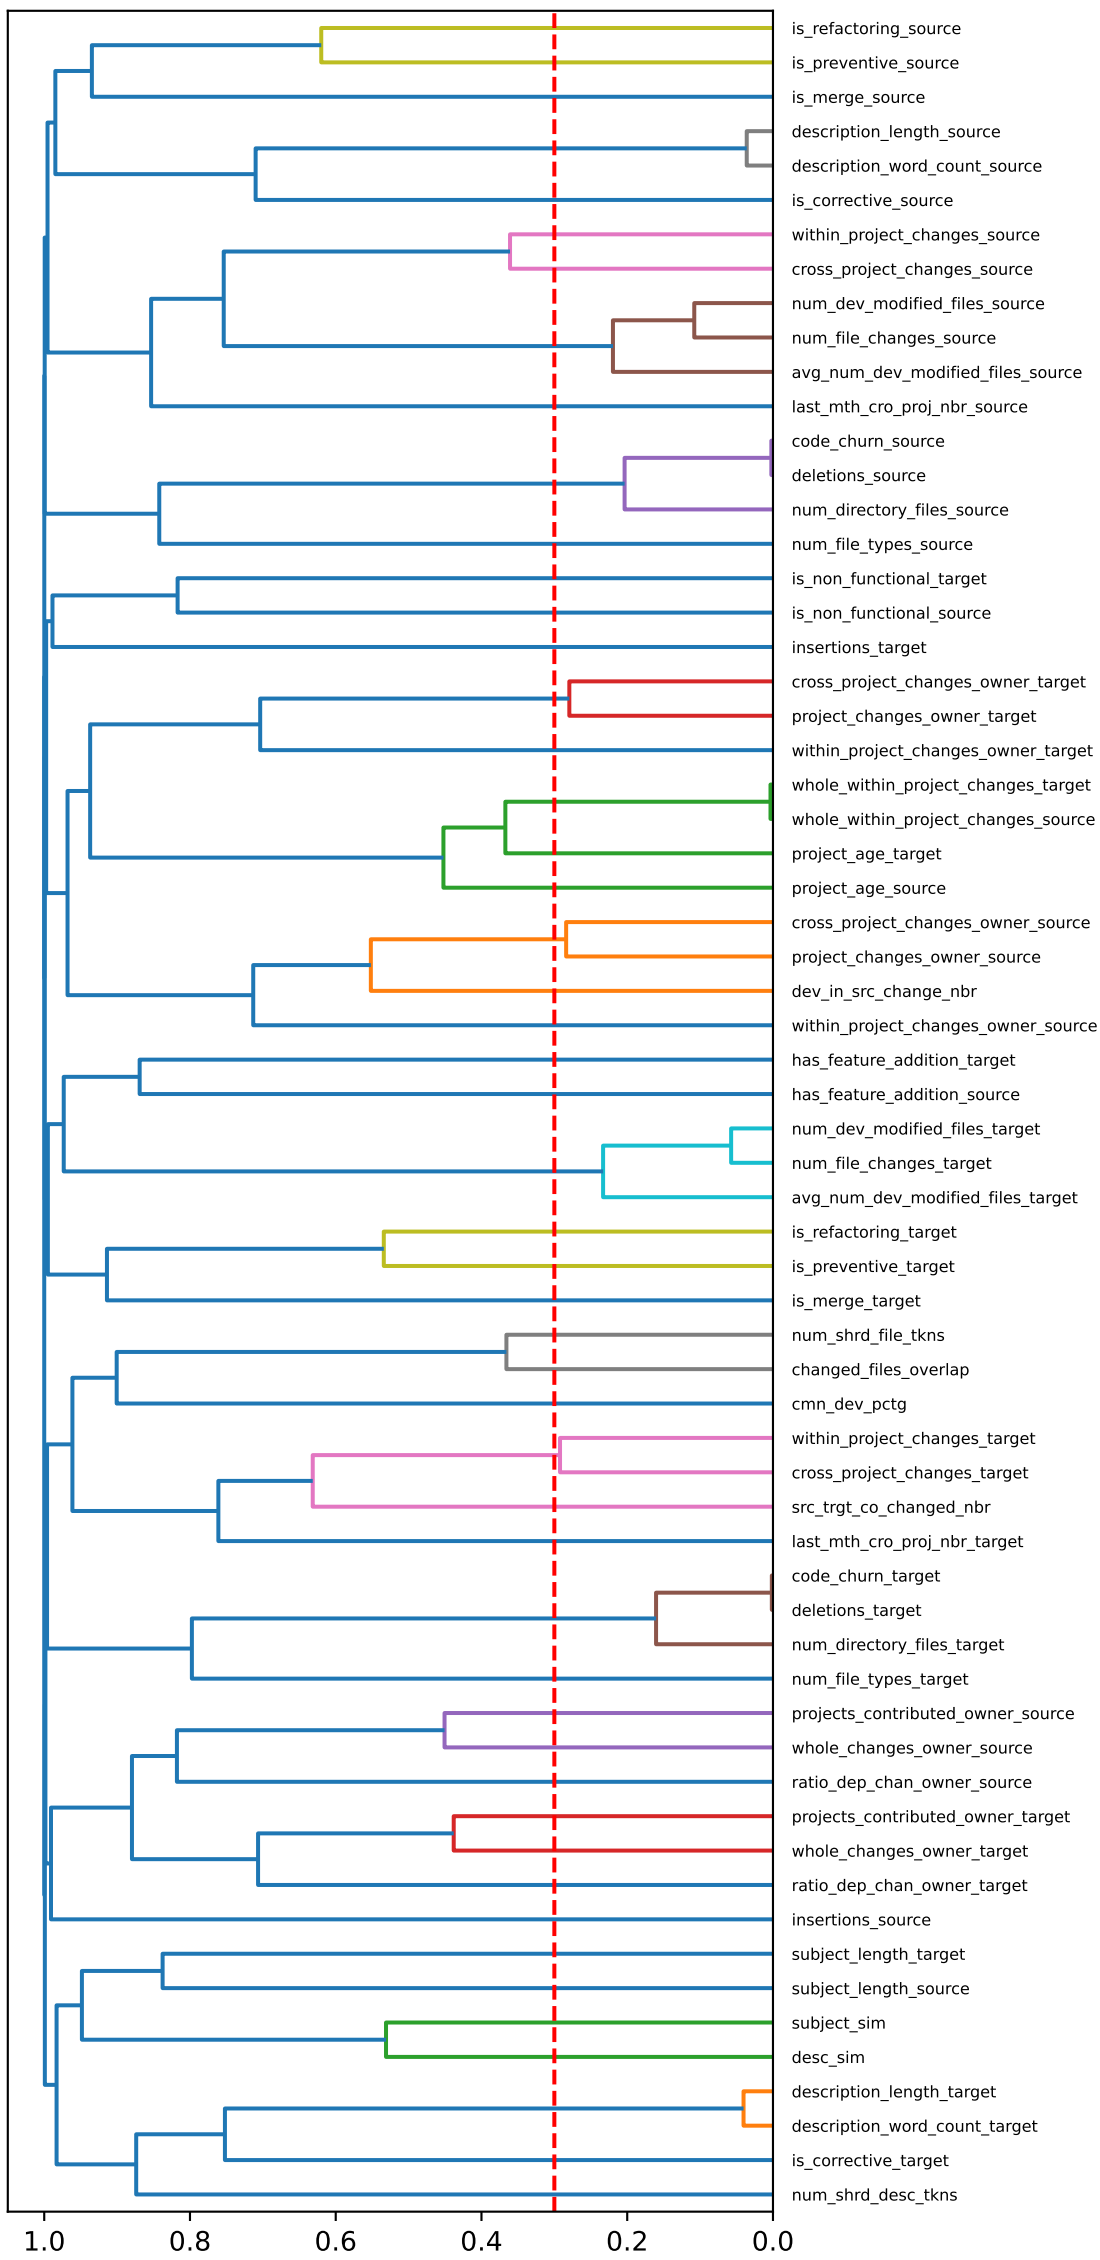 is_refactoring_source
is_preventive_source
is_merge_source
description_length_source
description_word_count_source
is_corrective_source
within_project_changes_source
cross_project_changes_source
num_dev_modified_files_source
num_file_changes_source
avg_num_dev_modified_files_source
last_mth_cro_proj_nbr_source
code_churn_source
deletions_source
num_directory_files_source
num_file_types_source
is_non_functional_target
is_non_functional_source
insertions_target
cross_project_changes_owner_target
project_changes_owner_target
within_project_changes_owner_target
whole_within_project_changes_target
whole_within_project_changes_source
project_age_target
project_age_source
cross_project_changes_owner_source
project_changes_owner_source
dev_in_src_change_nbr
within_project_changes_owner_source
has_feature_addition_target
has_feature_addition_source
num_dev_modified_files_target
num_file_changes_target
avg_num_dev_modified_files_target
is_refactoring_target
is_preventive_target
is_merge_target
num_shrd_file_tkns
changed_files_overlap
cmn_dev_pctg
within_project_changes_target
cross_project_changes_target
src_trgt_co_changed_nbr
last_mth_cro_proj_nbr_target
code_churn_target
deletions_target
num_directory_files_target
num_file_types_target
projects_contributed_owner_source
whole_changes_owner_source
ratio_dep_chan_owner_source
projects_contributed_owner_target
whole_changes_owner_target
ratio_dep_chan_owner_target
insertions_source
subject_length_target
subject_length_source
subject_sim
desc_sim
description_length_target
description_word_count_target
is_corrective_target
num_shrd_desc_tkns
1.0 0.8 0.6 0.4 0.2 0.0